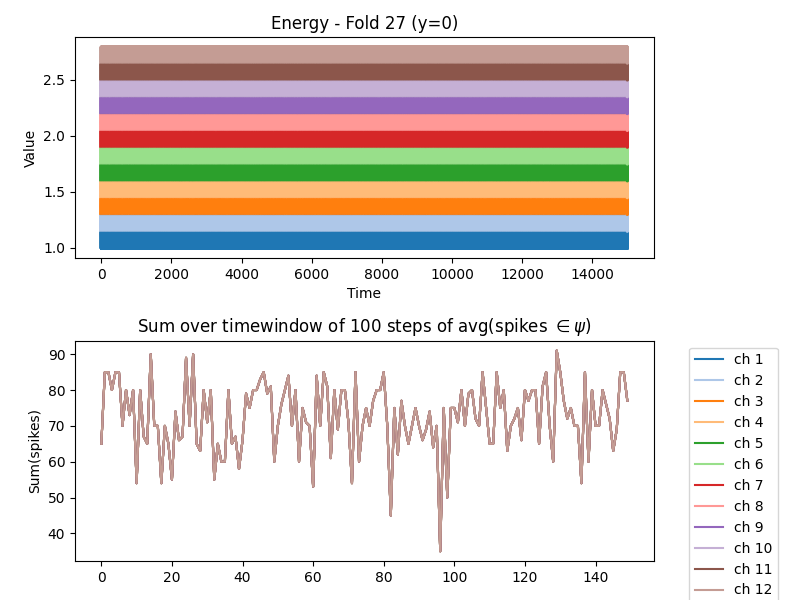 Energy - Fold 27 (y=0)
Value
2.5
2.0
1.5
1.0
0 2000 4000 6000 8000 10000 12000 14000
Time
Sum over timewindow of 100 steps of avg(spikes ∈ ψ)
Sum(spikes)
90
80
70
60
50
40
0 20 40 60 80 100 120 140
ch 1
ch 2
ch 3
ch 4
ch 5
ch 6
ch 7
ch 8
ch 9
ch 10
ch 11
ch 12